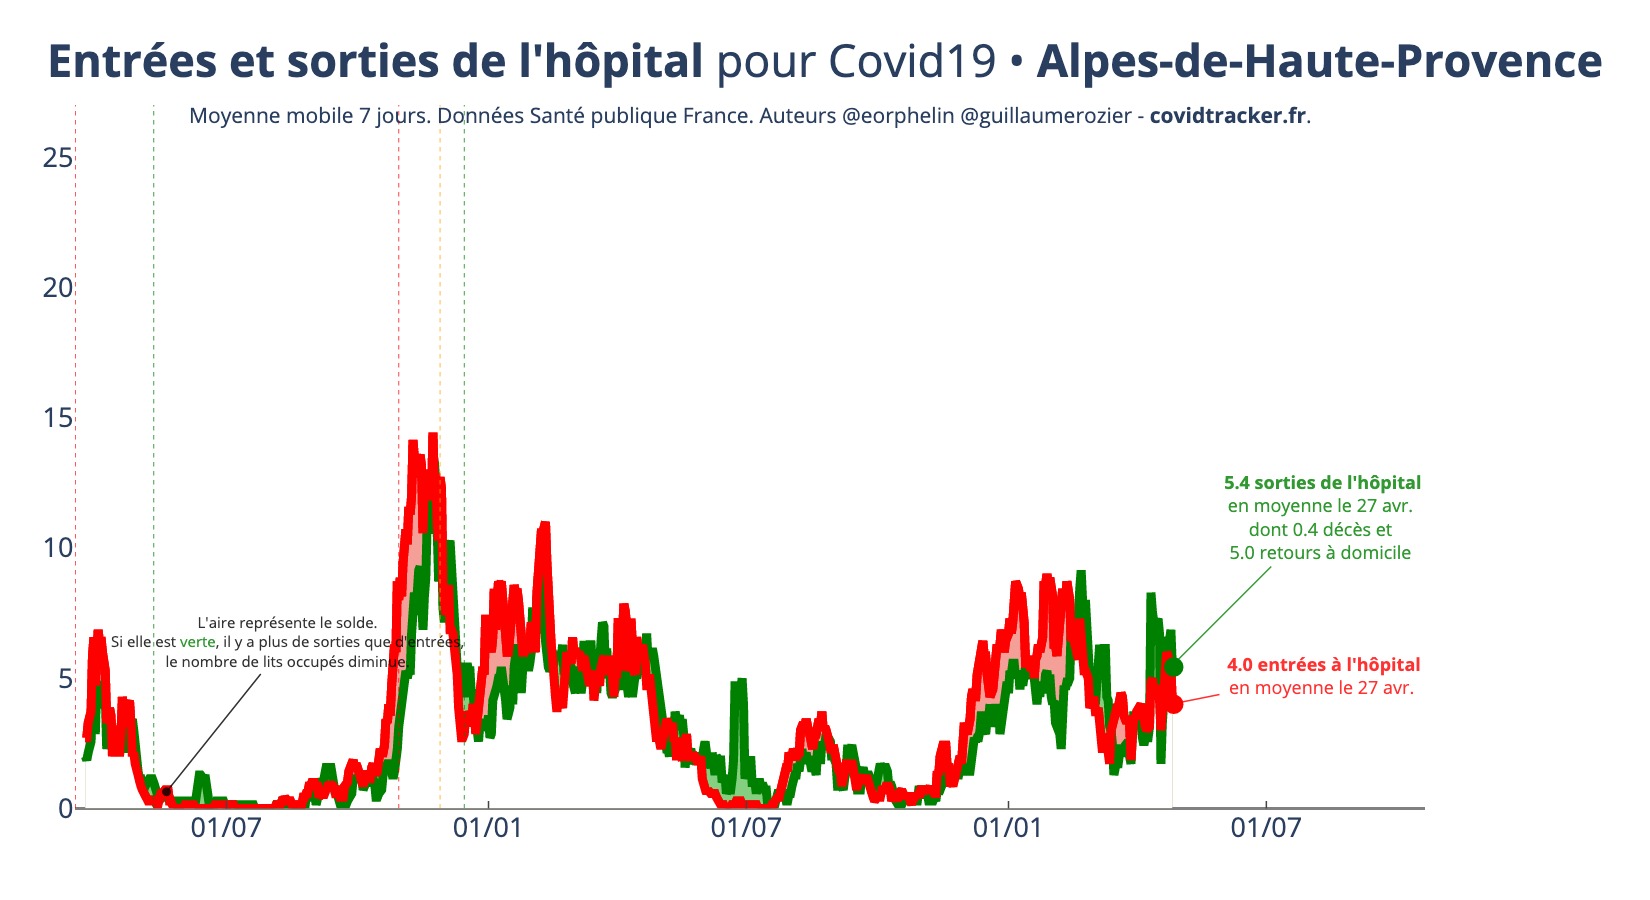 Entrées et sorties de l'hôpital pour Covid19 • Alpes-de-Haute-Provence
Moyenne mobile 7 jours. Données Santé publique France. Auteurs @eorphelin @guillaumerozier - covidtracker.fr.
25
20
15
10
5
0
L'aire représente le solde.
Si elle est verte, il y a plus de sorties que d'entrées,
le nombre de lits occupés diminue.
5.4 sorties de l'hôpital
en moyenne le 27 avr.
dont 0.4 décès et
5.0 retours à domicile
4.0 entrées à l'hôpital
en moyenne le 27 avr.
01/07
01/01
01/07
01/01
01/07